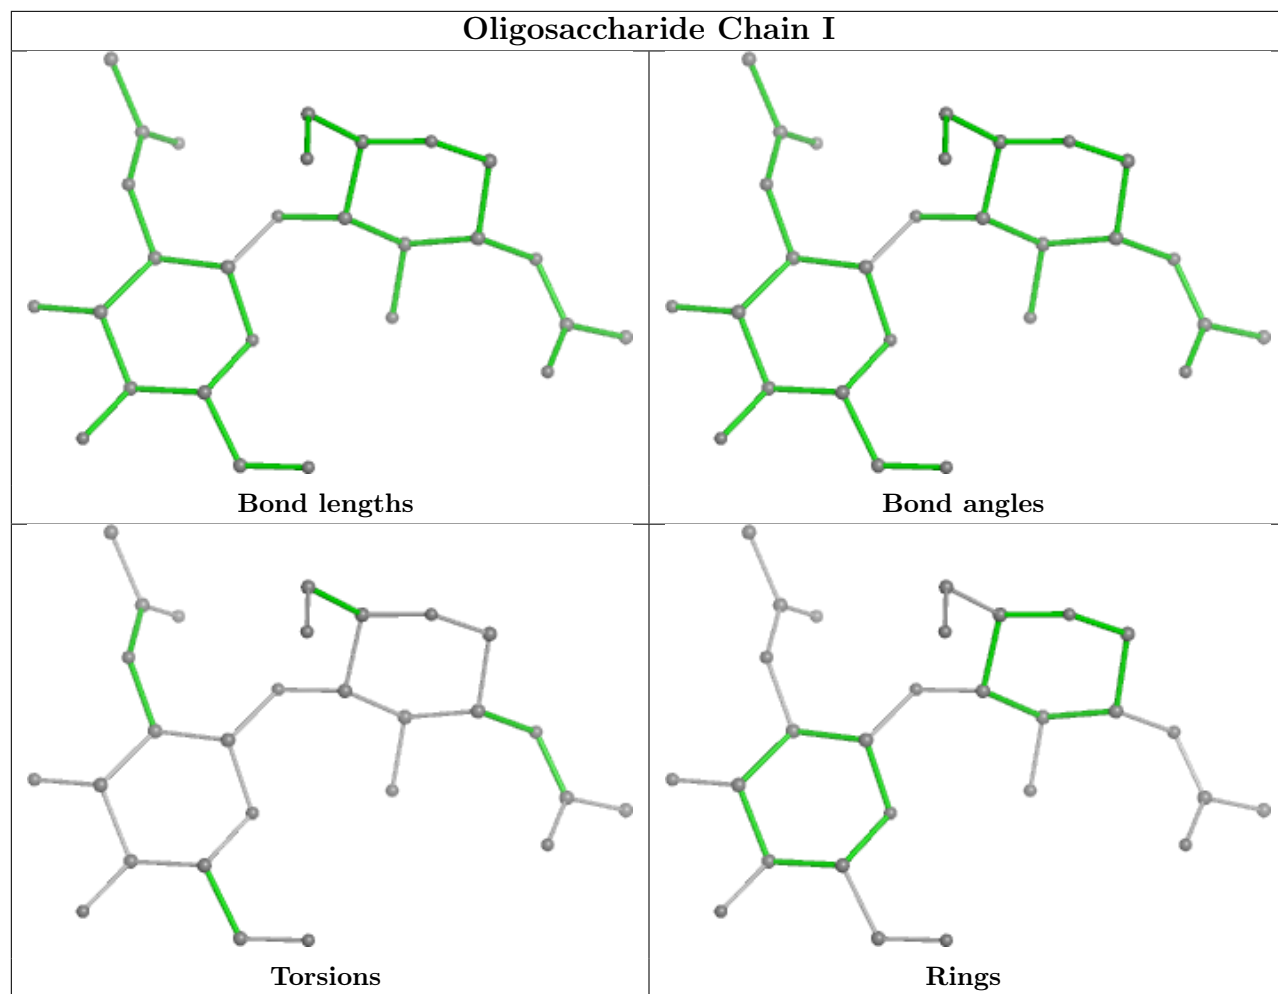 Oligosaccharide Chain I
Bond lengths
Bond angles
Torsions
Rings